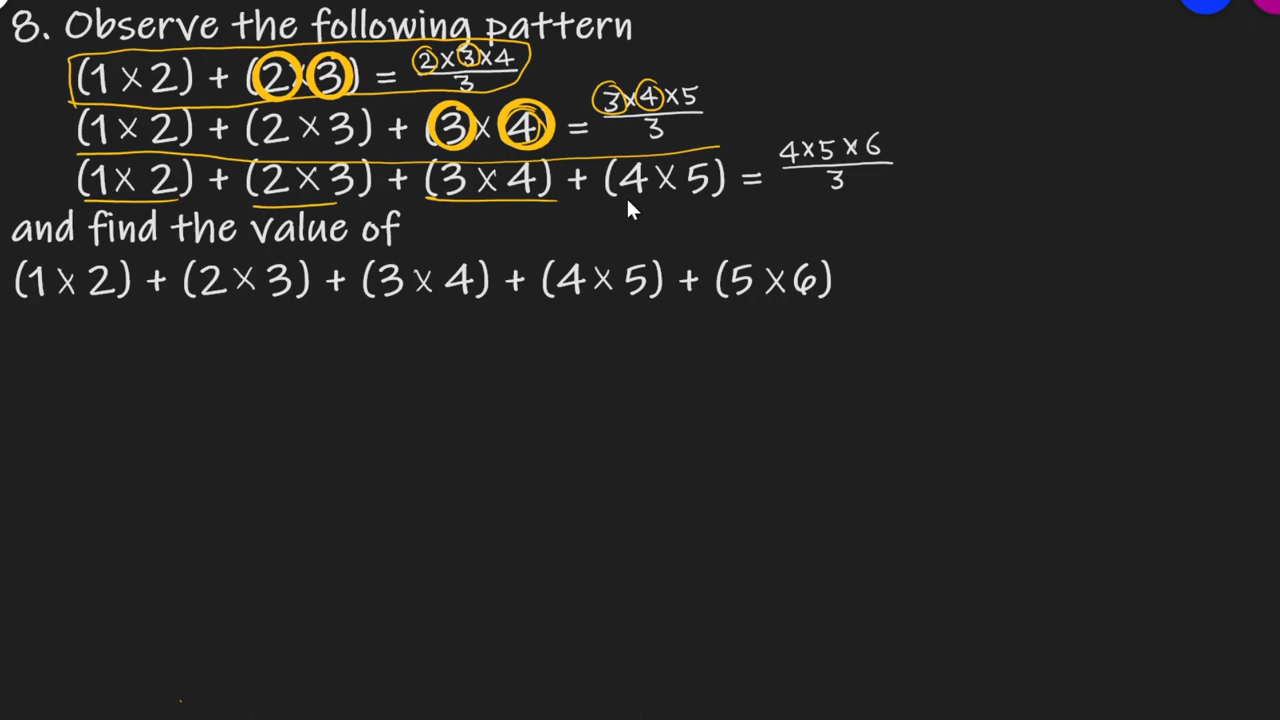 8. Observe the following pattern
(1 × 2) + (2 × 3) = 2×3×4/3
(1 × 2) + (2 × 3) + (3 × 4) = 3×4×5/3
(1 × 2) + (2 × 3) + (3 × 4) + (4 × 5) = 4×5×6/3
and find the value of
(1 × 2) + (2 × 3) + (3 × 4) + (4 × 5) + (5 × 6)